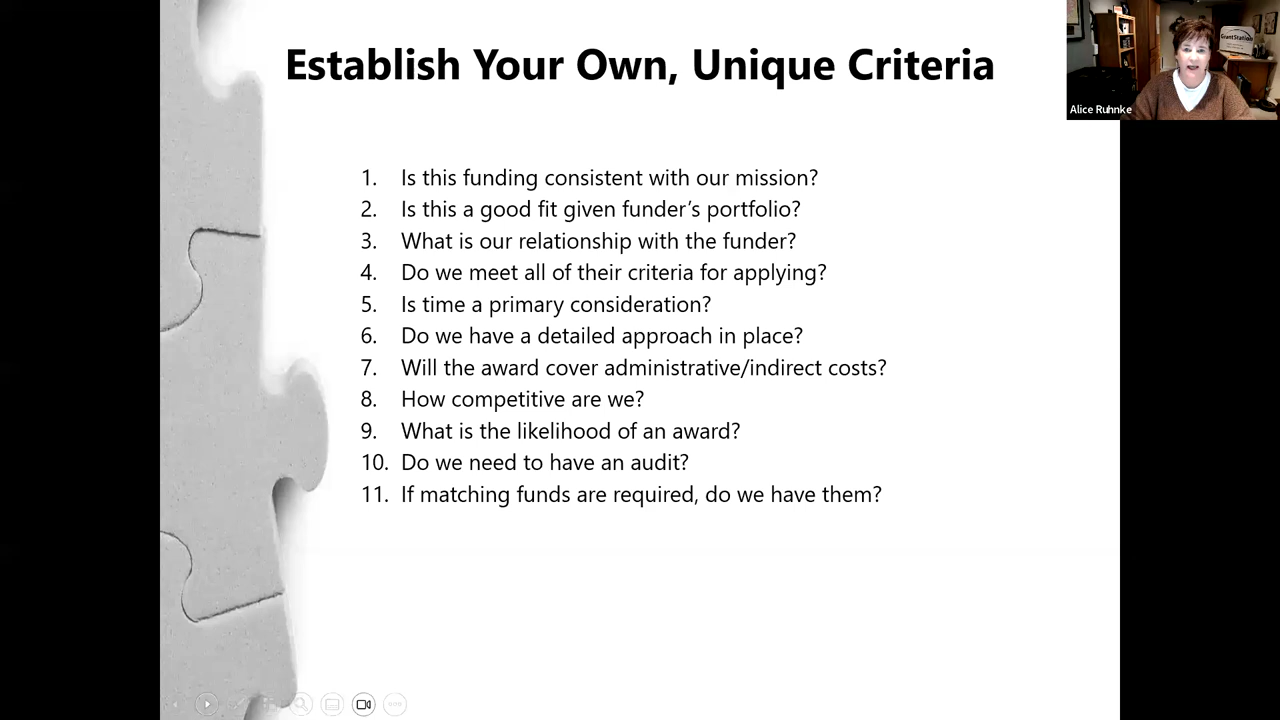 Establish Your Own, Unique Criteria
GrantStation
Alice Ruhnke
1. Is this funding consistent with our mission?
2. Is this a good fit given funder’s portfolio?
3. What is our relationship with the funder?
4. Do we meet all of their criteria for applying?
5. Is time a primary consideration?
6. Do we have a detailed approach in place?
7. Will the award cover administrative/indirect costs?
8. How competitive are we?
9. What is the likelihood of an award?
10. Do we need to have an audit?
11. If matching funds are required, do we have them?